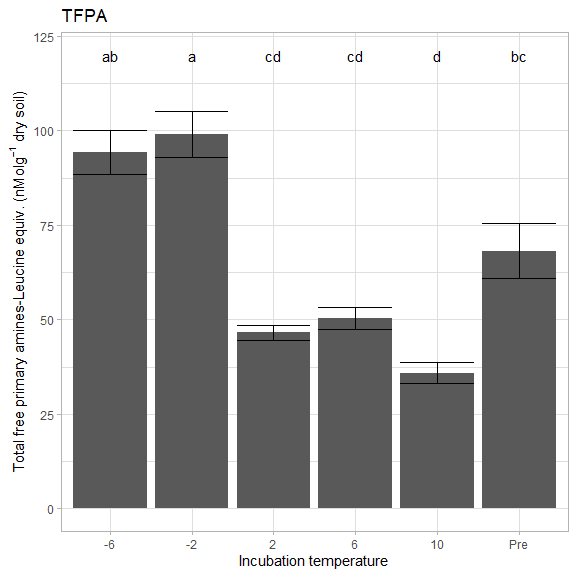 TFPA
Total free primary amines-Leucine equiv. (nMolg⁻¹ dry soil)
125
100
75
50
25
0
ab a cd cd d bc
-6 -2 2 6 10 Pre
Incubation temperature